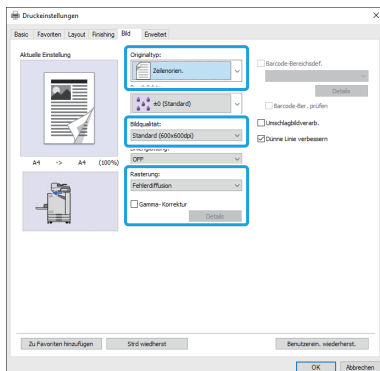 Druckeinstellungen
Basic Favoriten Layout Finishing Bild Erweitert
Aktuelle Einstellung
A4 -> A4 (100%)
Originaltyp:
Zeilenorien.
±0 (Standard)
Bildqualität:
Standard (600x600dpi)
OFF
Rasterung:
Fehlerdiffusion
Gamma- Korrektur
Details
Barcode-Bereichsdef.
Details
Barcode-Ber. prüfen
Umschlagbildverarb.
Dünne Linie verbessern
Zu Favoriten hinzufügen Strd wiedherst Benutzerein. wiederherst.
OK Abbrechen